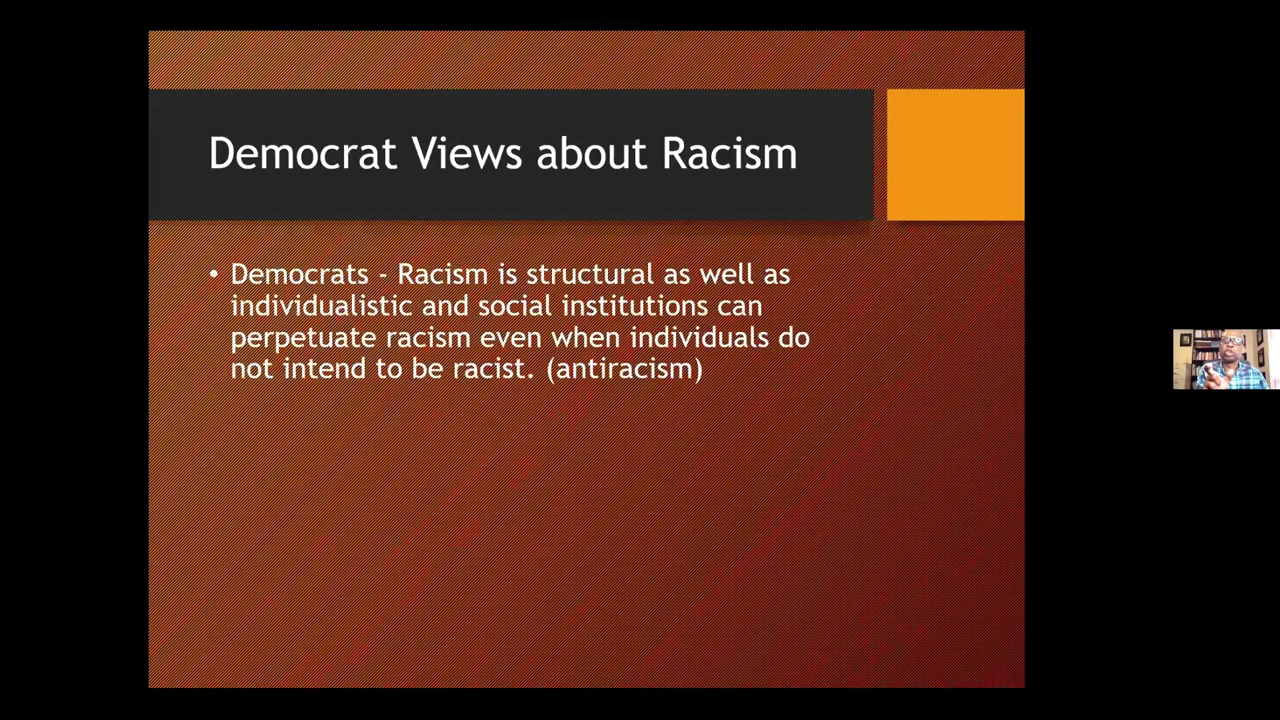 Democrat Views about Racism
• Democrats - Racism is structural as well as
individualistic and social institutions can
perpetuate racism even when individuals do
not intend to be racist. (antiracism)